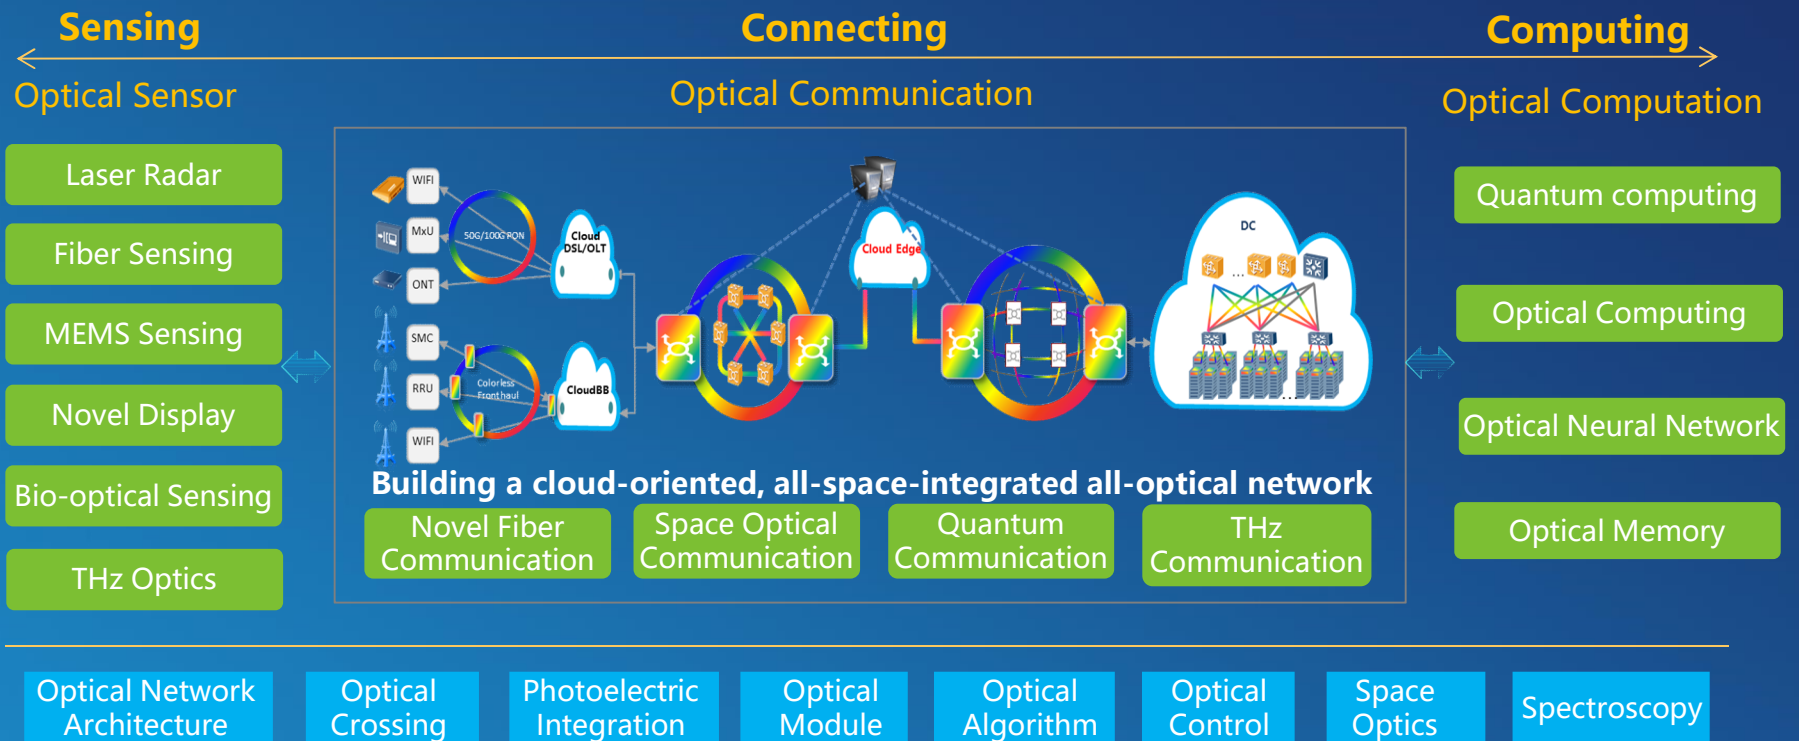 Sensing
Connecting
Computing
Optical Sensor
Optical Communication
Optical Computation
Laser Radar
Fiber Sensing
MEMS Sensing
Novel Display
Bio-optical Sensing
THz Optics
WIFI
MxU
ONT
SMC
RRU
WIFI
50G/100G PON
Colorless
Fronthaul
Cloud
DSL/OLT
CloudBB
Cloud Edge
DC
...
...
Building a cloud-oriented, all-space-integrated all-optical network
Novel Fiber
Communication
Space Optical
Communication
Quantum
Communication
THz
Communication
Quantum computing
Optical Computing
Optical Neural Network
Optical Memory
Optical Network
Architecture
Optical
Crossing
Photoelectric
Integration
Optical
Module
Optical
Algorithm
Optical
Control
Space
Optics
Spectroscopy